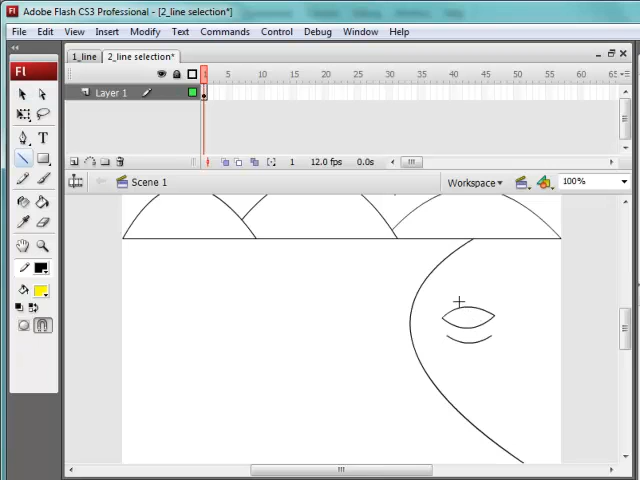 Fl Adobe Flash CS3 Professional - [2_line selection*]
File Edit View Insert Modify Text Commands Control Debug Window Help
1_line 2_line selection*
Fl
1 5 10 15 20 25 30 35 40 45 50 55 60 65
Layer 1
1 12.0 fps 0.0s
Scene 1 Workspace 100%
T